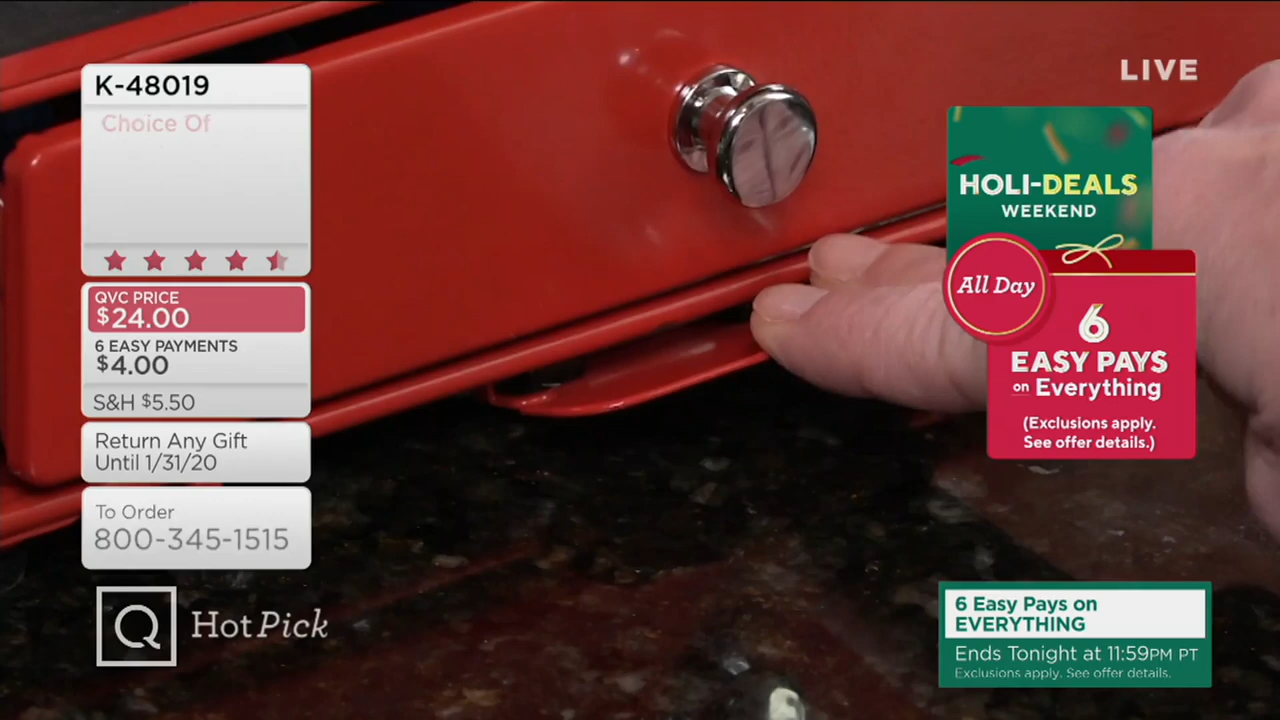 K-48019
Choice Of
QVC PRICE
$24.00
6 EASY PAYMENTS
$4.00
S&H $5.50
Return Any Gift
Until 1/31/20
To Order
800-345-1515
Q HotPick
LIVE
HOLI-DEALS
WEEKEND
All Day
6
EASY PAYS
on Everything
(Exclusions apply.
See offer details.)
6 Easy Pays on
EVERYTHING
Ends Tonight at 11:59PM PT
Exclusions apply. See offer details.